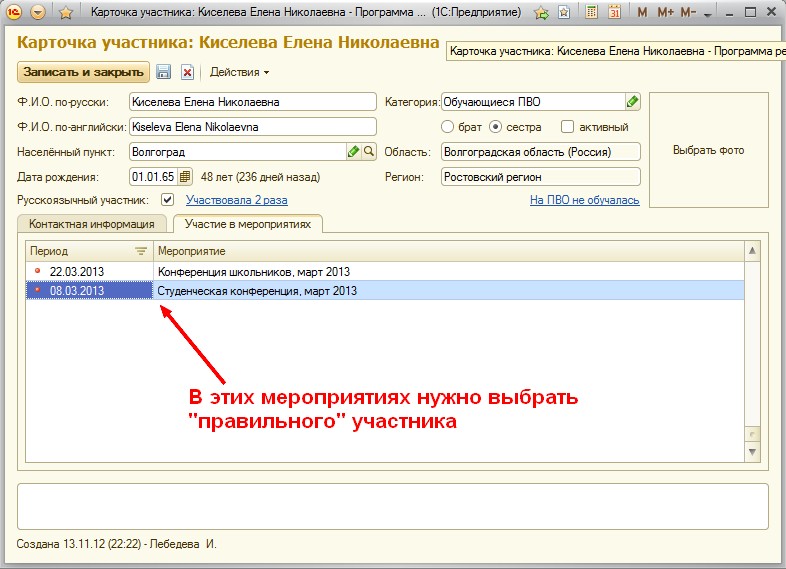 Карточка участника: Киселева Елена Николаевна - Программа ... (1С:Предприятие)
M M+ M-
Карточка участника: Киселева Елена Николаевна
Карточка участника: Киселева Елена Николаевна - Программа ре
Записать и закрыть Действия
Ф.И.О. по-русски: Киселева Елена Николаевна Категория: Обучающиеся ПВО
Ф.И.О. по-английски: Kiseleva Elena Nikolaevna брат сестра активный
Населённый пункт: Волгоград Область: Волгоградская область (Россия) Выбрать фото
Дата рождения: 01.01.65 48 лет (236 дней назад) Регион: Ростовский регион
Русскоязычный участник: Участвовала 2 раза На ПВО не обучалась
Контактная информация Участие в мероприятиях
Период Мероприятие
22.03.2013 Конференция школьников, март 2013
08.03.2013 Студенческая конференция, март 2013
В этих мероприятиях нужно выбрать
"правильного" участника
Создана 13.11.12 (22:22) - Лебедева И.